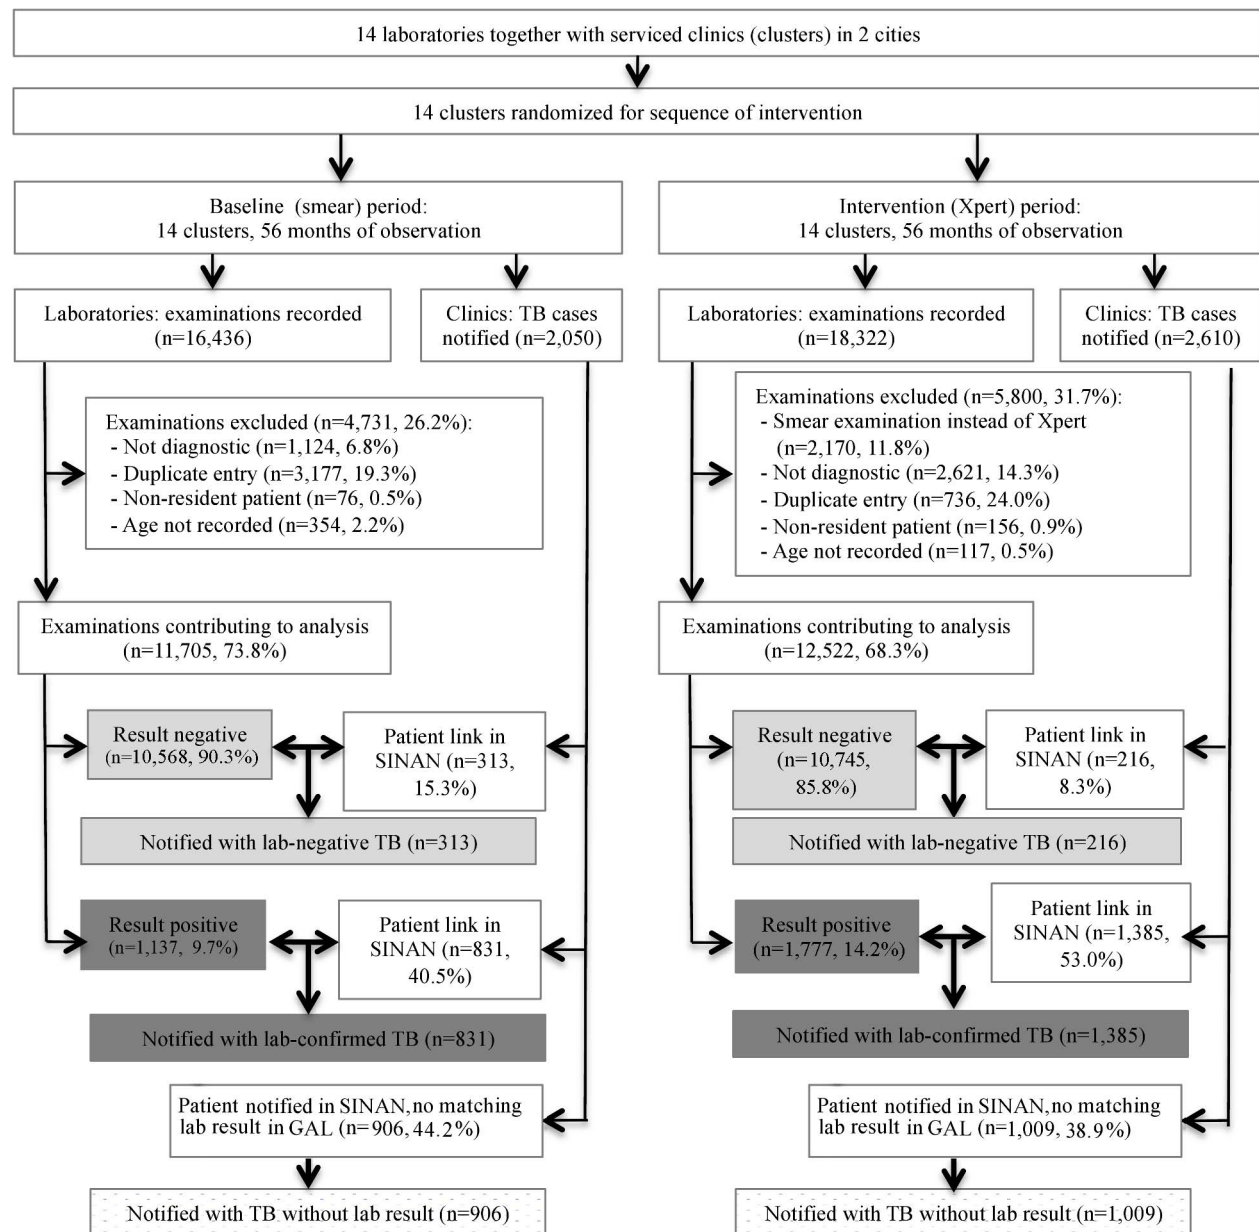 14 laboratories together with serviced clinics (clusters) in 2 cities
14 clusters randomized for sequence of intervention
Baseline (smear) period:
14 clusters, 56 months of observation
Laboratories: examinations recorded
(n=16,436)
Clinics: TB cases
notified (n=2,050)
Examinations excluded (n=4,731, 26.2%):
- Not diagnostic (n=1,124, 6.8%)
- Duplicate entry (n=3,177, 19.3%)
- Non-resident patient (n=76, 0.5%)
- Age not recorded (n=354, 2.2%)
Examinations contributing to analysis
(n=11,705, 73.8%)
Result negative
(n=10,568, 90.3%)
Patient link in
SINAN (n=313,
15.3%)
Notified with lab-negative TB (n=313)
Result positive
(n=1,137, 9.7%)
Patient link in
SINAN (n=831,
40.5%)
Notified with lab-confirmed TB (n=831)
Patient notified in SINAN, no matching
lab result in GAL (n=906, 44.2%)
Notified with TB without lab result (n=906)
Intervention (Xpert) period:
14 clusters, 56 months of observation
Laboratories: examinations recorded
(n=18,322)
Clinics: TB cases
notified (n=2,610)
Examinations excluded (n=5,800, 31.7%):
- Smear examination instead of Xpert
(n=2,170, 11.8%)
- Not diagnostic (n=2,621, 14.3%)
- Duplicate entry (n=736, 24.0%)
- Non-resident patient (n=156, 0.9%)
- Age not recorded (n=117, 0.5%)
Examinations contributing to analysis
(n=12,522, 68.3%)
Result negative
(n=10,745,
85.8%)
Patient link in
SINAN (n=216,
8.3%)
Notified with lab-negative TB (n=216)
Result positive
(n=1,777, 14.2%)
Patient link in
SINAN (n=1,385,
53.0%)
Notified with lab-confirmed TB (n=1,385)
Patient notified in SINAN, no matching
lab result in GAL (n=1,009, 38.9%)
Notified with TB without lab result (n=1,009)